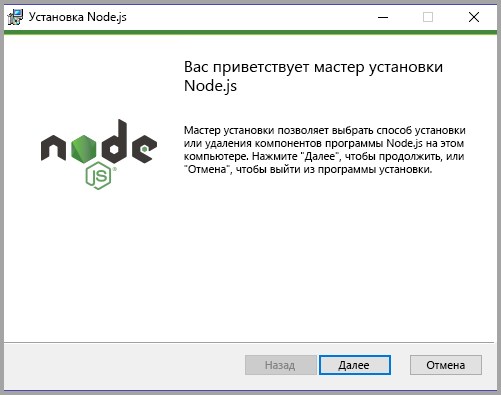 Установка Node.js
Вас приветствует мастер установки
Node.js
node
JS®
Мастер установки позволяет выбрать способ установки
или удаления компонентов программы Node.js на этом
компьютере. Нажмите "Далее", чтобы продолжить, или
"Отмена", чтобы выйти из программы установки.
Назад
Далее
Отмена